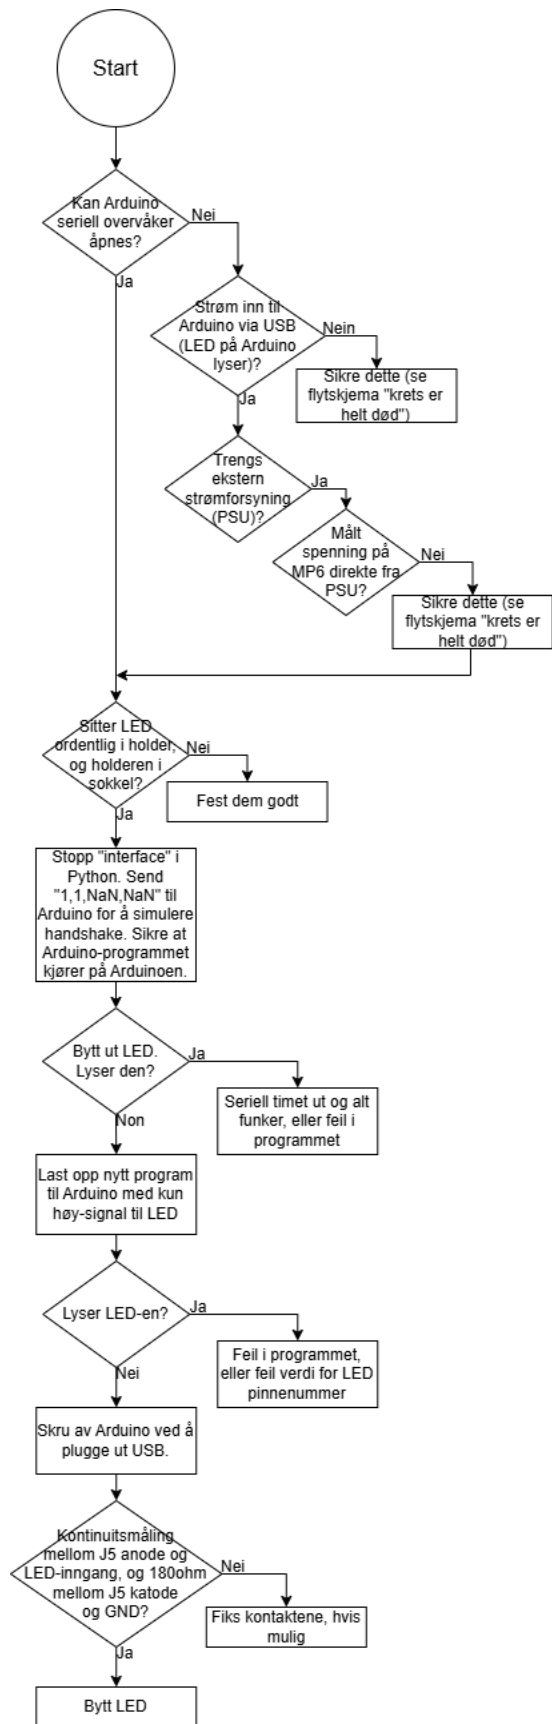 Start
Kan Arduino
seriell overvåker
åpnes?
Nei
Ja
Strøm inn til
Arduino via USB
(LED på Arduino
lyser)?
Nein
Sikre dette (se
flytskjema "krets er
helt død")
Ja
Trengs
ekstern
strømforsyning
(PSU)?
Ja
Målt
spenning på
MP6 direkte fra
PSU?
Nei
Sikre dette (se
flytskjema "krets er
helt død")
Sitter LED
ordentlig i holder,
og holderen i
sokkel?
Nei
Fest dem godt
Ja
Stopp "interface" i
Python. Send
"1,1,NaN,NaN" til
Arduino for å simulere
handshake. Sikre at
Arduino-programmet
kjører på Arduinoen.
Bytt ut LED.
Lyser den?
Ja
Seriell timet ut og alt
funker, eller feil i
programmet
Non
Last opp nytt program
til Arduino med kun
høy-signal til LED
Lyser LED-en?
Ja
Feil i programmet,
eller feil verdi for LED
pinnenummer
Nei
Skru av Arduino ved å
plugge ut USB.
Kontinuitsmåling
mellom J5 anode og
LED-inngang, og 180ohm
mellom J5 katode
og GND?
Nei
Fiks kontaktene, hvis
mulig
Ja
Bytt LED